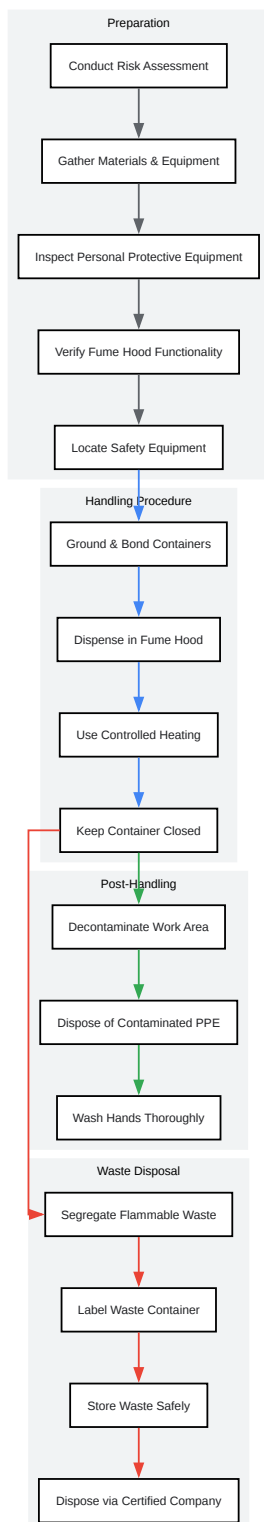 Preparation
Conduct Risk Assessment
Gather Materials & Equipment
Inspect Personal Protective Equipment
Verify Fume Hood Functionality
Locate Safety Equipment
Handling Procedure
Ground & Bond Containers
Dispense in Fume Hood
Use Controlled Heating
Keep Container Closed
Post-Handling
Decontaminate Work Area
Dispose of Contaminated PPE
Wash Hands Thoroughly
Waste Disposal
Segregate Flammable Waste
Label Waste Container
Store Waste Safely
Dispose via Certified Company